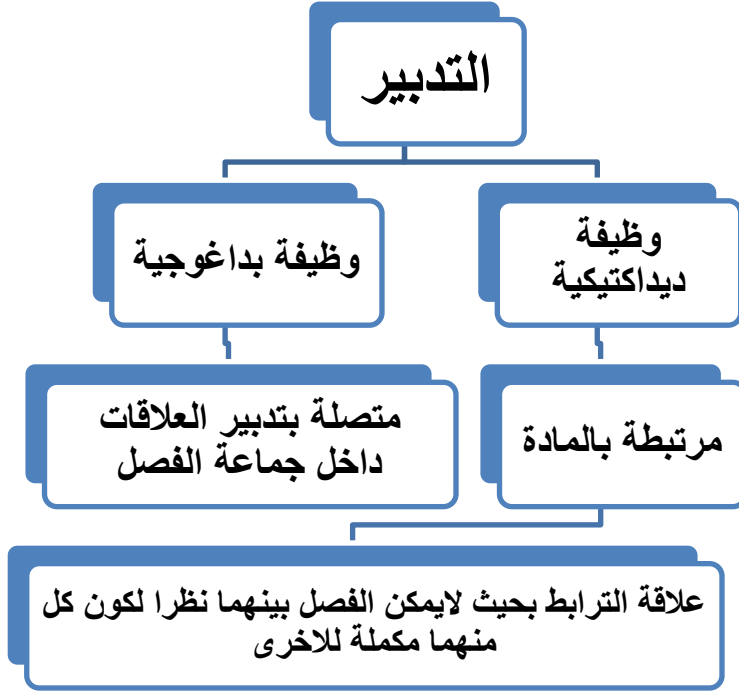 التدبير
وظيفة
ديداكتيكية
وظيفة بداغوجية
مرتبطة بالمادة
متصلة بتدبير العلاقات
داخل جماعة الفصل
علاقة الترابط بحيث لايمكن الفصل بينهما نظرا لكون كل
منهما مكملة للاخرى